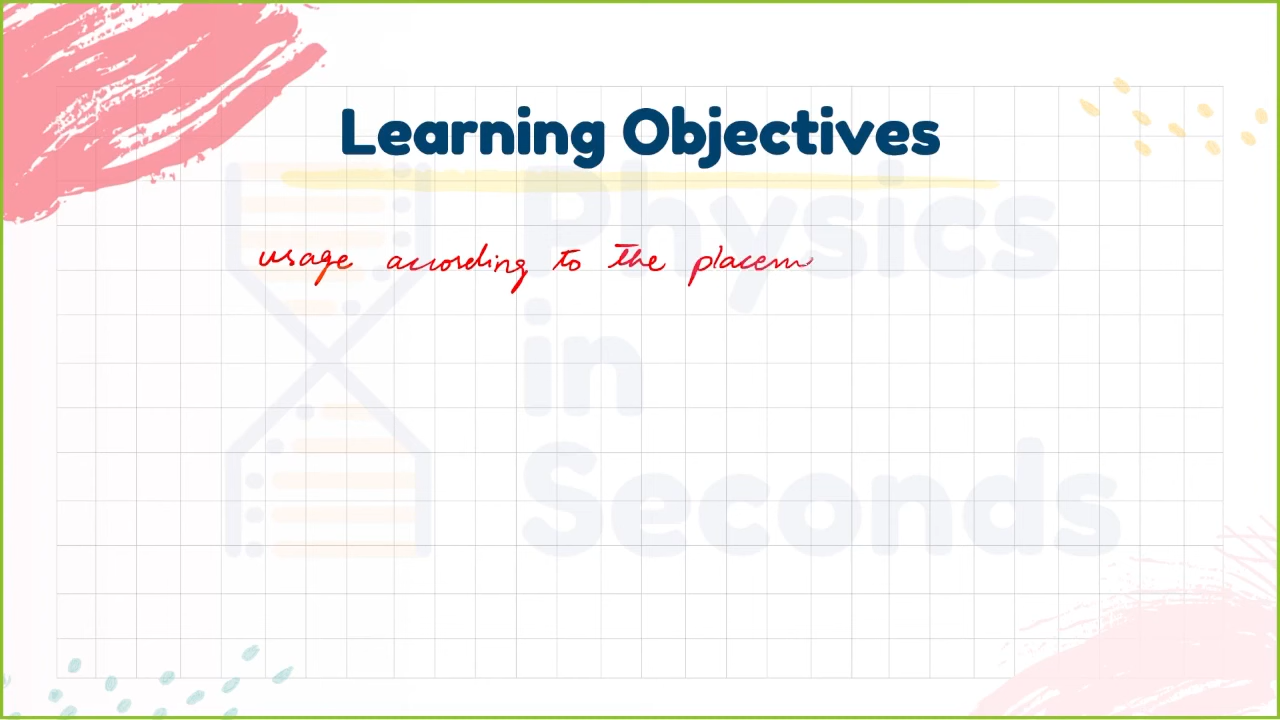 Learning Objectives
Physics
usage according to the placem
in
Seconds